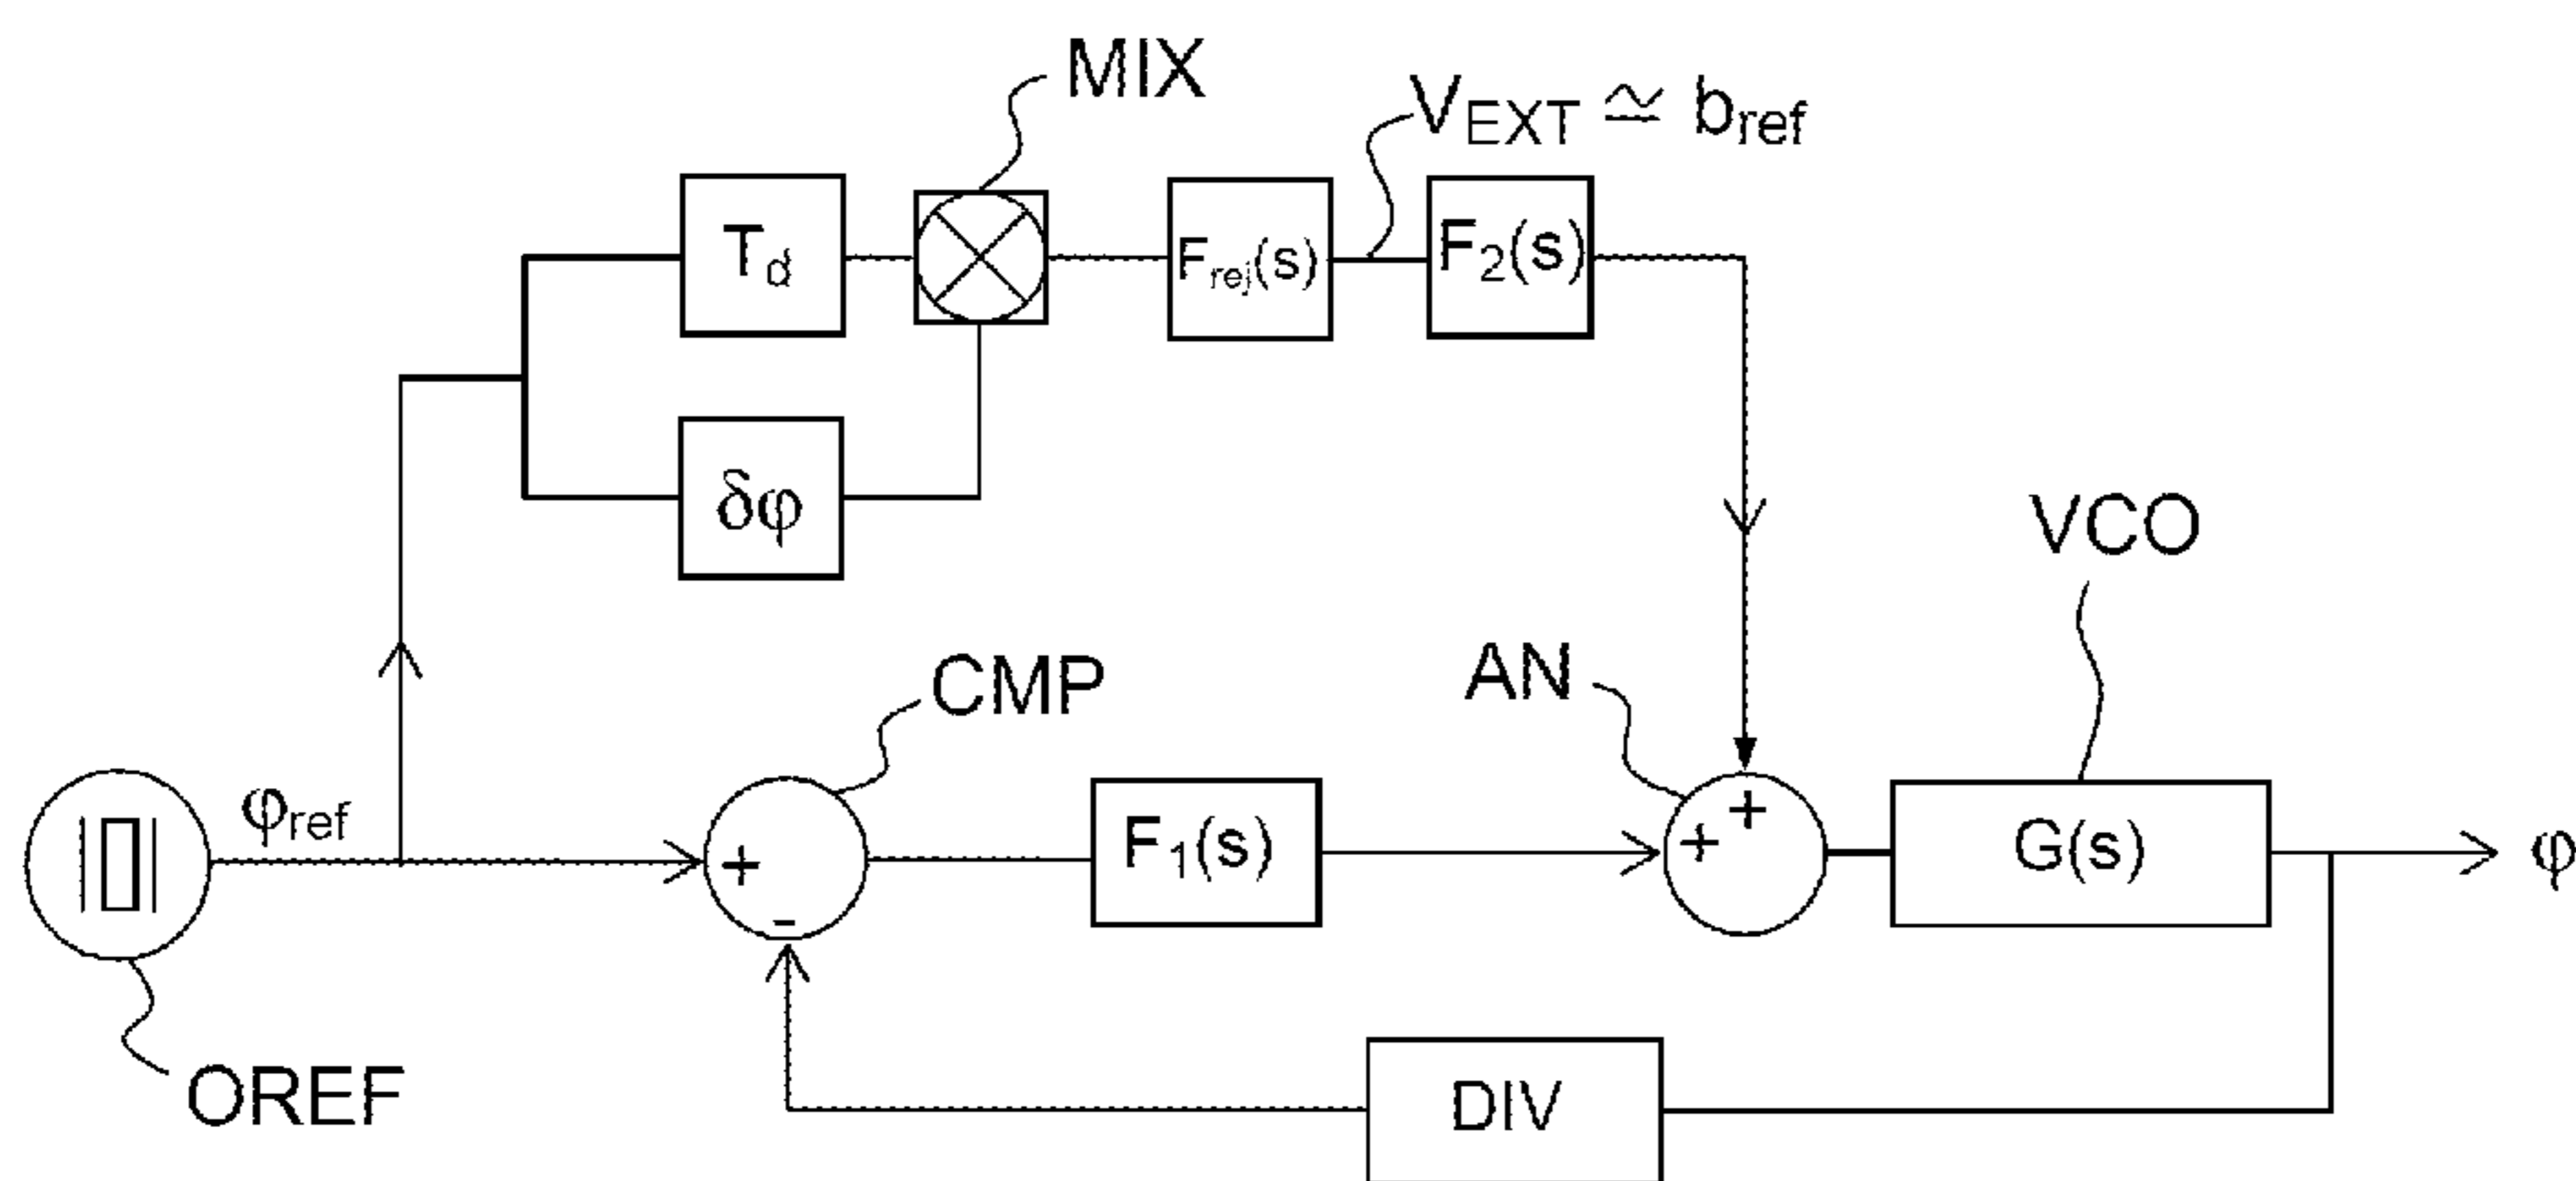 MIX
V_EXT ≃ b_ref
T_d
F_rej(s)
F_2(s)
δφ
VCO
CMP
AN
φ_ref
+
-
F_1(s)
+
+
G(s)
φ
OREF
DIV